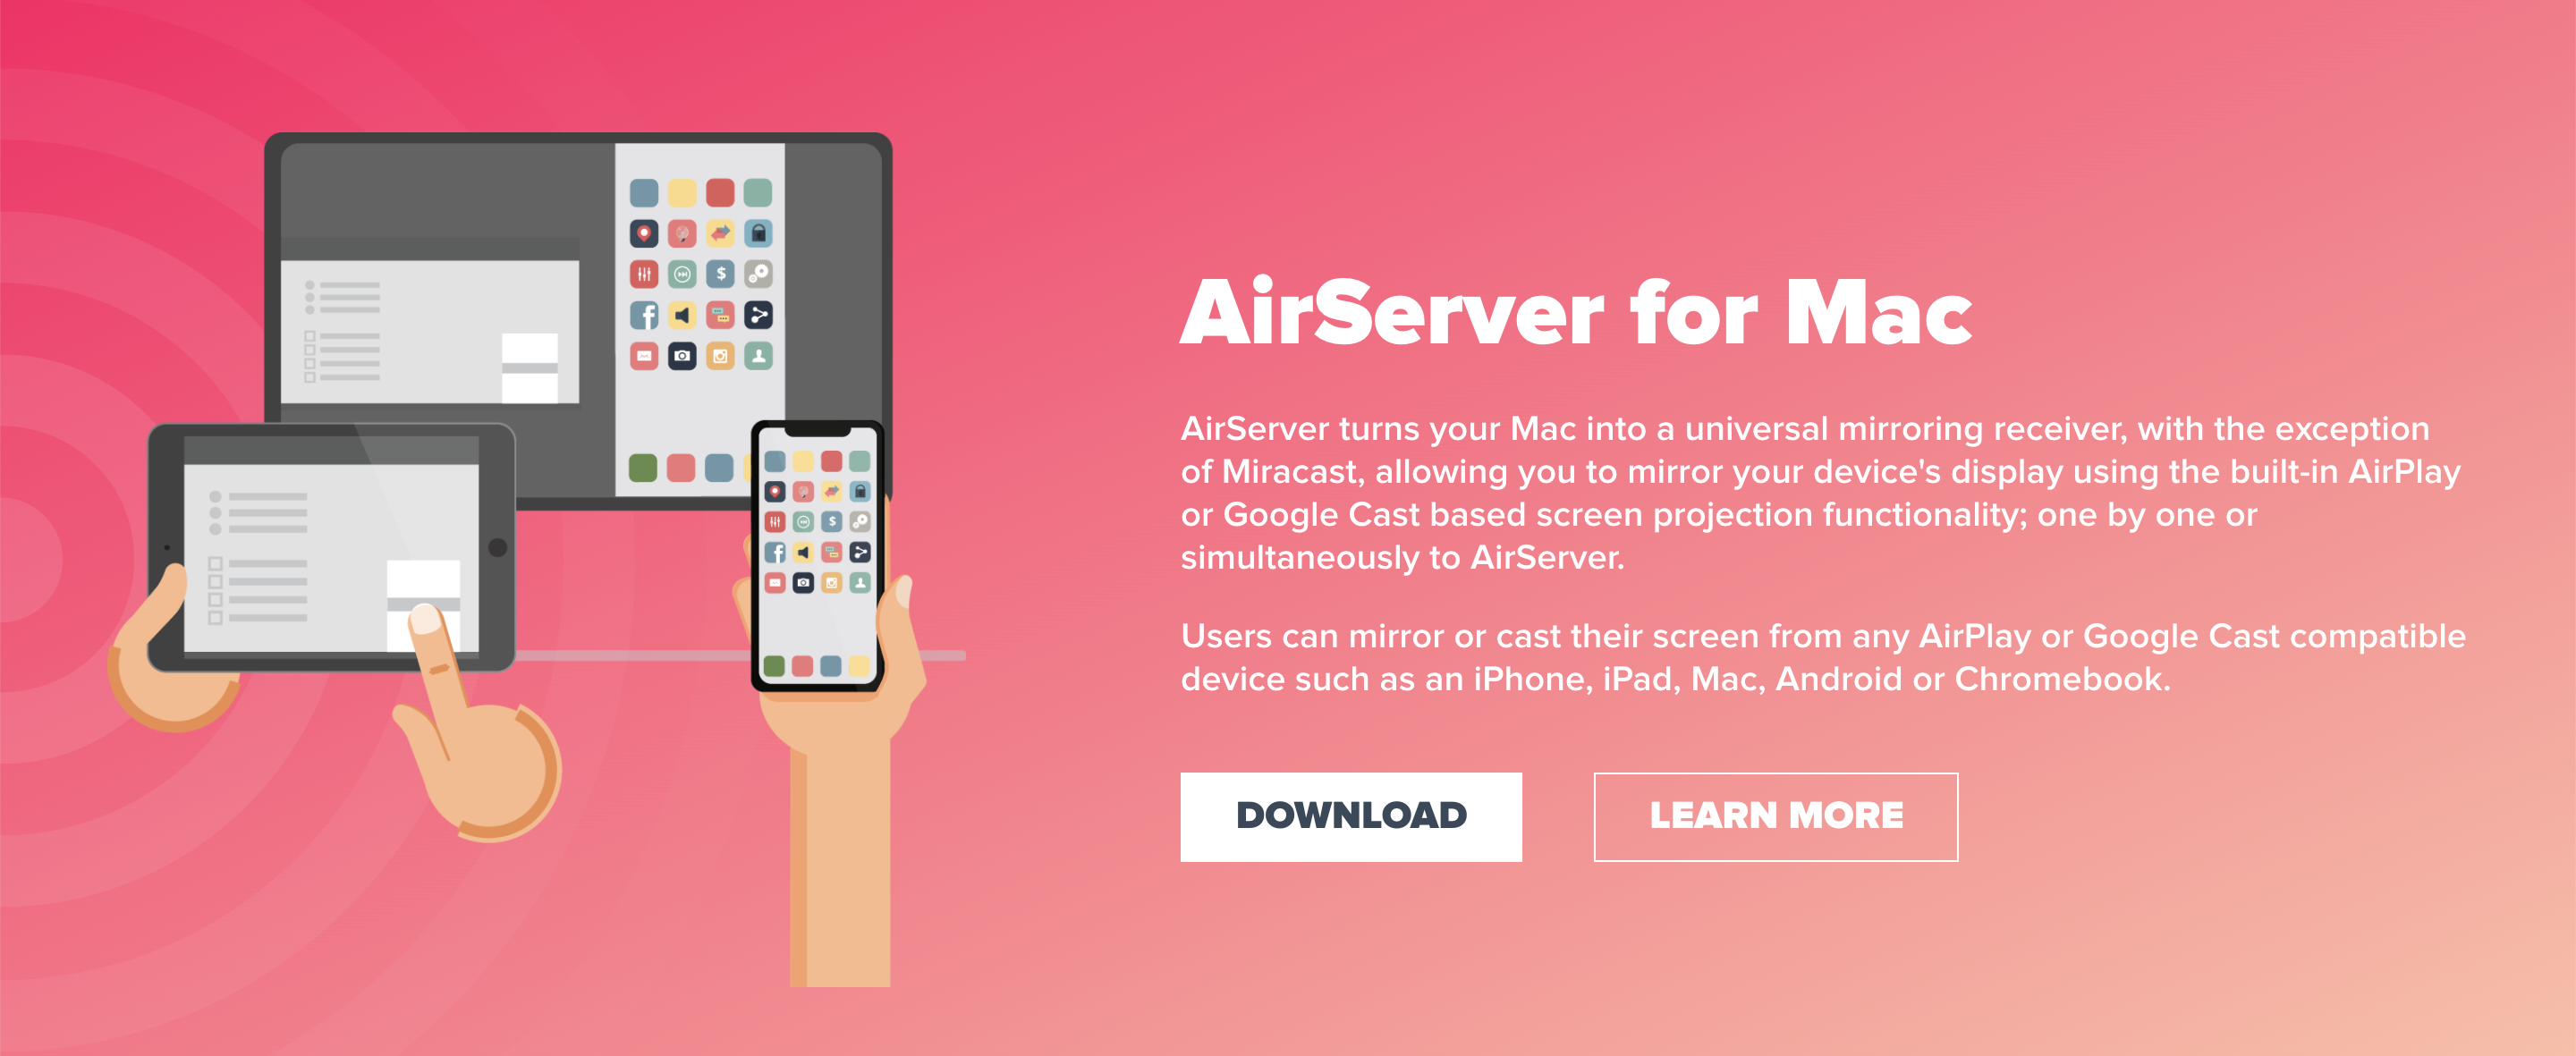 AirServer for Mac
AirServer turns your Mac into a universal mirroring receiver, with the exception
of Miracast, allowing you to mirror your device's display using the built-in AirPlay
or Google Cast based screen projection functionality; one by one or
simultaneously to AirServer.
Users can mirror or cast their screen from any AirPlay or Google Cast compatible
device such as an iPhone, iPad, Mac, Android or Chromebook.
DOWNLOAD
LEARN MORE